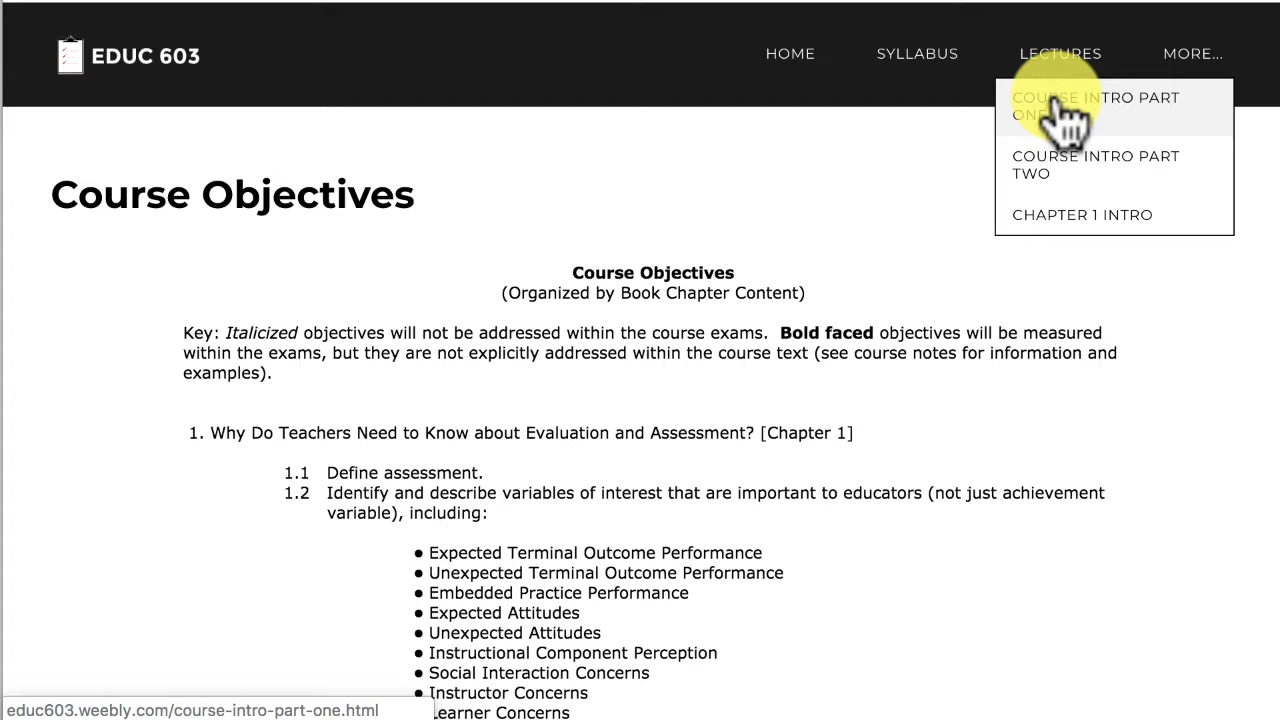 EDUC 603
HOME
SYLLABUS
LECTURES
MORE...
COURSE INTRO PART
ONE
COURSE INTRO PART
TWO
CHAPTER 1 INTRO
Course Objectives
Course Objectives
(Organized by Book Chapter Content)
Key: Italicized objectives will not be addressed within the course exams. Bold faced objectives will be measured
within the exams, but they are not explicitly addressed within the course text (see course notes for information and
examples).
1. Why Do Teachers Need to Know about Evaluation and Assessment? [Chapter 1]
1.1 Define assessment.
1.2 Identify and describe variables of interest that are important to educators (not just achievement
variable), including:
● Expected Terminal Outcome Performance
● Unexpected Terminal Outcome Performance
● Embedded Practice Performance
● Expected Attitudes
● Unexpected Attitudes
● Instructional Component Perception
● Social Interaction Concerns
● Instructor Concerns
Learner Concerns
educ603.weebly.com/course-intro-part-one.html